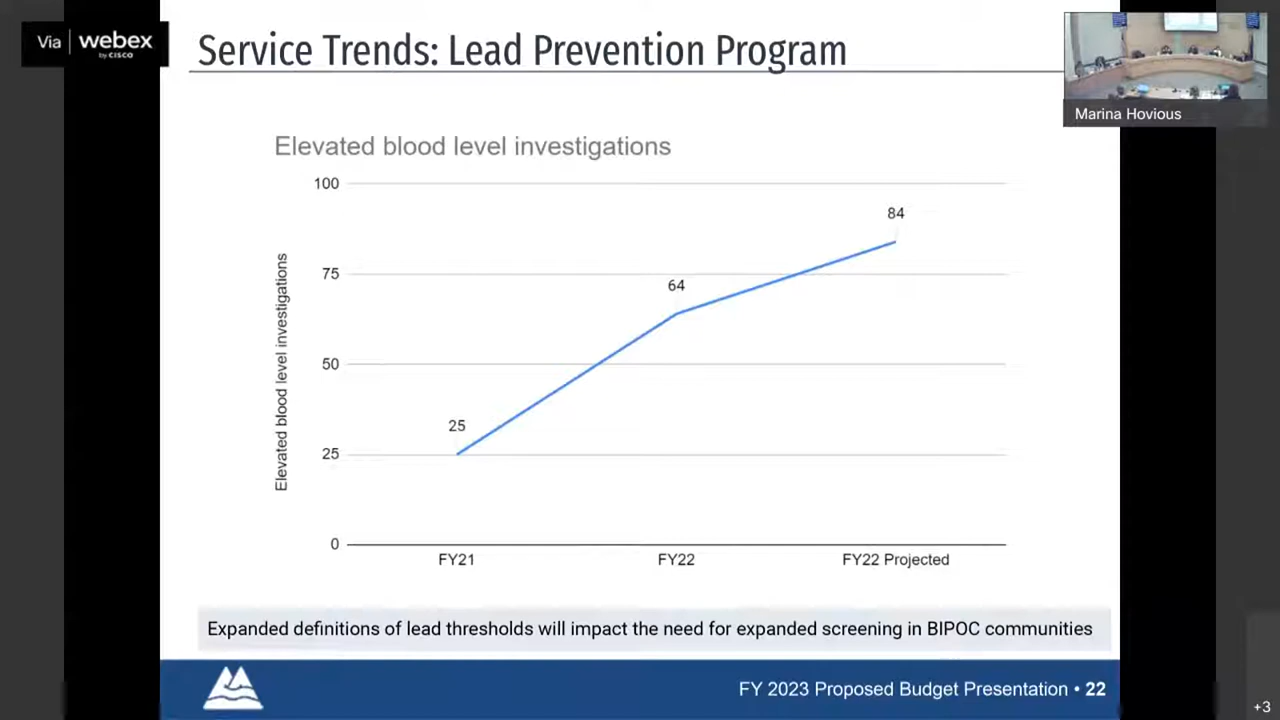 Via webex
by CISCO
Service Trends: Lead Prevention Program
Marina Hovious
Elevated blood level investigations
Elevated blood level investigations
100
75
50
25
0
25
64
84
FY21
FY22
FY22 Projected
Expanded definitions of lead thresholds will impact the need for expanded screening in BIPOC communities
FY 2023 Proposed Budget Presentation • 22
+3